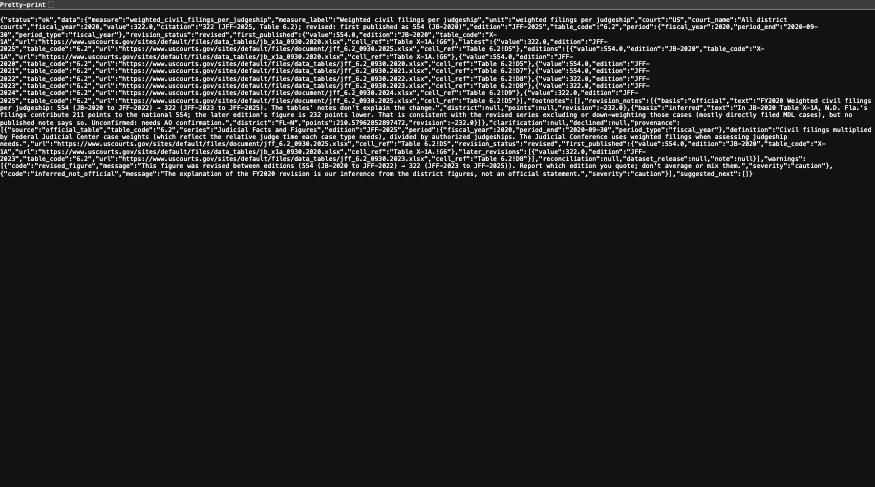 Pretty-print
{"status":"ok","data":{"measure":"weighted_civil_filings_per_judgeship","measure_label":"Weighted civil filings per judgeship","unit":"weighted filings per judgeship","court":"US","court_name":"All district
courts","fiscal_year":2020,"value":322.0,"citation":"322 (JFF-2025, Table 6.2); revised: first published as 554 (JB-2020)","edition":"JFF-2025","table_code":"6.2","period":{"fiscal_year":2020,"period_end":"2020-09-
30","period_type":"fiscal_year"},"revision_status":"revised","first_published":{"value":554.0,"edition":"JB-2020","table_code":"X-
1A","url":"https://www.uscourts.gov/sites/default/files/data_tables/jb_x1a_0930.2020.xlsx","cell_ref":"Table X-1A.!G6"},"latest":{"value":322.0,"edition":"JFF-
2025","table_code":"6.2","url":"https://www.uscourts.gov/sites/default/files/document/jff_6.2_0930.2025.xlsx","cell_ref":"Table 6.2!D5"},"editions":[{"value":554.0,"edition":"JB-2020","table_code":"X-
1A","url":"https://www.uscourts.gov/sites/default/files/data_tables/jb_x1a_0930.2020.xlsx","cell_ref":"Table X-1A.!G6"},{"value":554.0,"edition":"JFF-
2020","table_code":"6.2","url":"https://www.uscourts.gov/sites/default/files/data_tables/jff_6.2_0930.2020.xlsx","cell_ref":"Table 6.2!D5"},{"value":554.0,"edition":"JFF-
2021","table_code":"6.2","url":"https://www.uscourts.gov/sites/default/files/data_tables/jff_6.2_0930.2021.xlsx","cell_ref":"Table 6.2!D7"},{"value":554.0,"edition":"JFF-
2022","table_code":"6.2","url":"https://www.uscourts.gov/sites/default/files/data_tables/jff_6.2_0930.2022.xlsx","cell_ref":"Table 6.2!D8"},{"value":322.0,"edition":"JFF-
2023","table_code":"6.2","url":"https://www.uscourts.gov/sites/default/files/data_tables/jff_6.2_0930.2023.xlsx","cell_ref":"Table 6.2!D8"},{"value":322.0,"edition":"JFF-
2024","table_code":"6.2","url":"https://www.uscourts.gov/sites/default/files/document/jff_6.2_0930.2024.xlsx","cell_ref":"Table 6.2!D9"},{"value":322.0,"edition":"JFF-
2025","table_code":"6.2","url":"https://www.uscourts.gov/sites/default/files/document/jff_6.2_0930.2025.xlsx","cell_ref":"Table 6.2!D5"}],"footnotes":[],"revision_notes":[{"basis":"official","text":"FY2020 Weighted civil filings
per judgeship: 554 (JB-2020 to JFF-2022) → 322 (JFF-2023 to JFF-2025). The tables' notes don't explain the change.","district":null,"points":null,"revision":-232.0},{"basis":"inferred","text":"In JB-2020 Table X-1A, N.D. Fla.'s
filings contribute 211 points to the national 554; the later edition's figure is 232 points lower. That is consistent with the revised series excluding or down-weighting those cases (mostly directly filed MDL cases), but no
published note says so. Unconfirmed: needs AO confirmation.","district":"FL-N","points":210.57962852897472,"revision":-232.0}],"clarification":null,"declined":null,"provenance":
[{"source":"official_table","table_code":"6.2","series":"Judicial Facts and Figures","edition":"JFF-2025","period":{"fiscal_year":2020,"period_end":"2020-09-30","period_type":"fiscal_year"},"definition":"Civil filings multiplied
by Federal Judicial Center case weights (which reflect the relative judge time each case type needs), divided by authorized judgeships. The Judicial Conference uses weighted filings when assessing judgeship
needs.","url":"https://www.uscourts.gov/sites/default/files/document/jff_6.2_0930.2025.xlsx","cell_ref":"Table 6.2!D5","revision_status":"revised","first_published":{"value":554.0,"edition":"JB-2020","table_code":"X-
1A","url":"https://www.uscourts.gov/sites/default/files/data_tables/jb_x1a_0930.2020.xlsx","cell_ref":"Table X-1A.!G6"},"later_revisions":[{"value":322.0,"edition":"JFF-
2023","table_code":"6.2","url":"https://www.uscourts.gov/sites/default/files/data_tables/jff_6.2_0930.2023.xlsx","cell_ref":"Table 6.2!D8"}],"reconciliation":null,"dataset_release":null,"note":null}],"warnings":
[{"code":"revised_figure","message":"This figure was revised between editions (554 (JB-2020 to JFF-2022) → 322 (JFF-2023 to JFF-2025)). Report which edition you quote; don't average or mix them.","severity":"caution"},
{"code":"inferred_not_official","message":"The explanation of the FY2020 revision is our inference from the district figures, not an official statement.","severity":"caution"}],"suggested_next":[]}